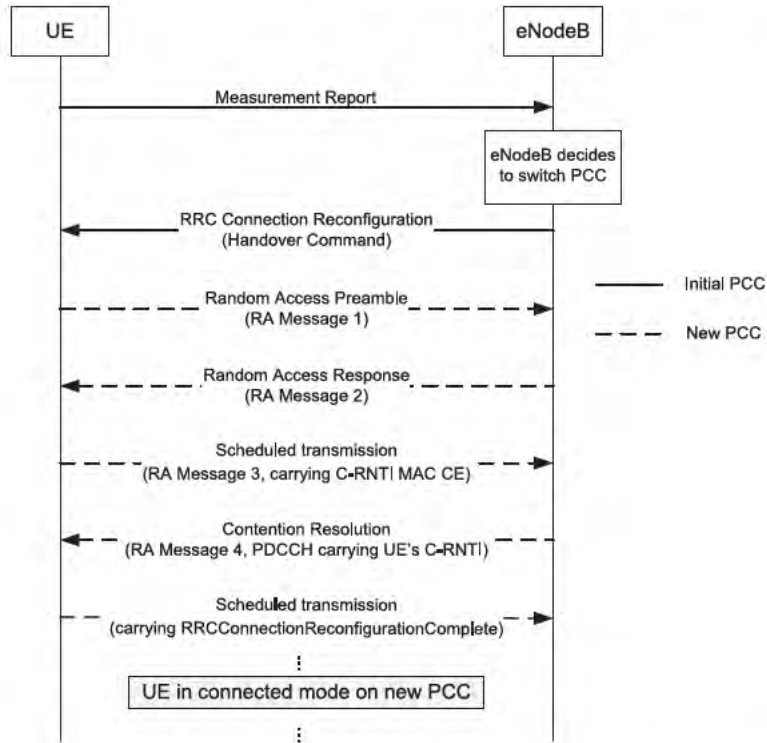 UE
eNodeB
Measurement Report
eNodeB decides
to switch PCC
RRC Connection Reconfiguration
(Handover Command)
Initial PCC
Random Access Preamble
(RA Message 1)
New PCC
Random Access Response
(RA Message 2)
Scheduled transmission
(RA Message 3, carrying C-RNTI MAC CE)
Contention Resolution
(RA Message 4, PDCCH carrying UE's C-RNTI)
Scheduled transmission
(carrying RRCConnectionReconfigurationComplete)
UE in connected mode on new PCC